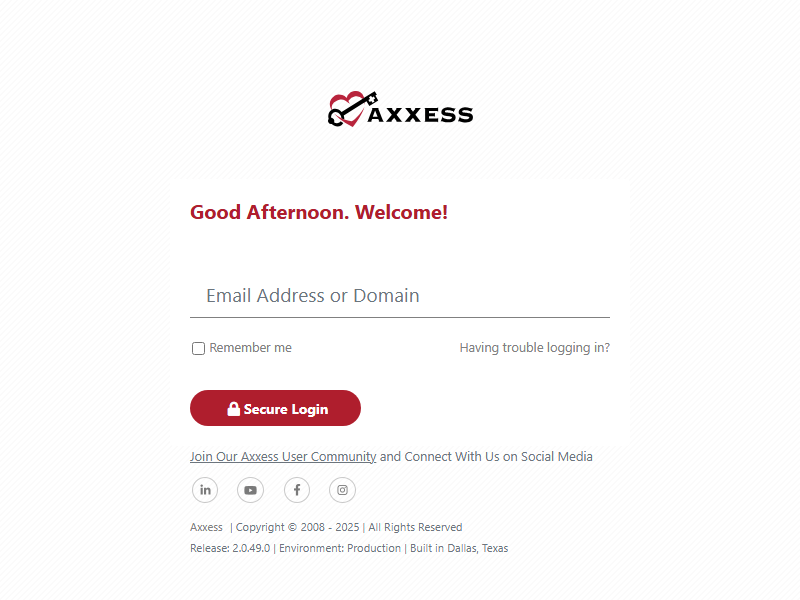 AXXESS
Good Afternoon. Welcome!
Email Address or Domain
Remember me
Having trouble logging in?
Secure Login
Join Our Axxess User Community and Connect With Us on Social Media
Axxess | Copyright © 2008 - 2025 | All Rights Reserved
Release: 2.0.49.0 | Environment: Production | Built in Dallas, Texas